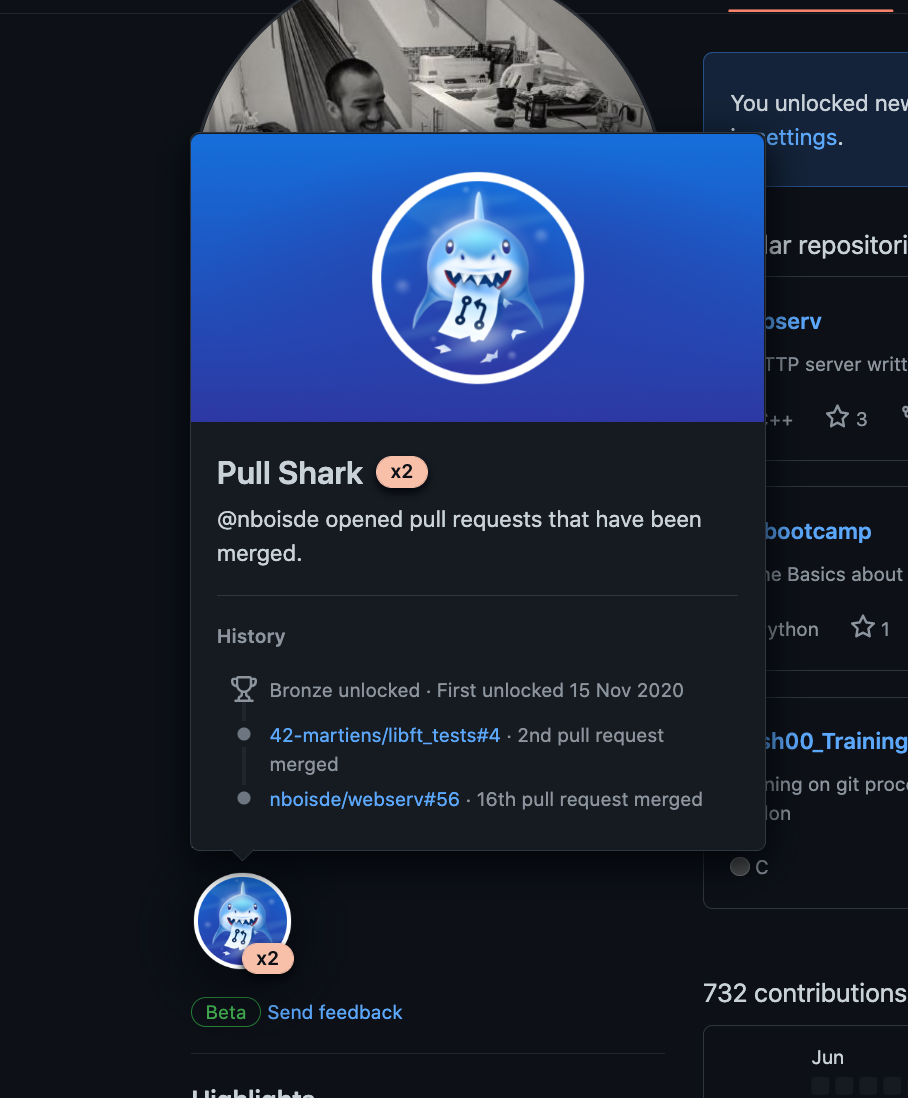 You unlocked new
settings.
Pull Shark x2
@nboisde opened pull requests that have been
merged.
History
Bronze unlocked · First unlocked 15 Nov 2020
42-martiens/libft_tests#4 · 2nd pull request
merged
nboisde/webserv#56 · 16th pull request merged
x2
Beta Send feedback
Highlights
lar repositori
bserv
TTP server writt
C++ 3
bootcamp
he Basics about
ython 1
sh00_Training
ning on git proc
lon
C
732 contributions
Jun